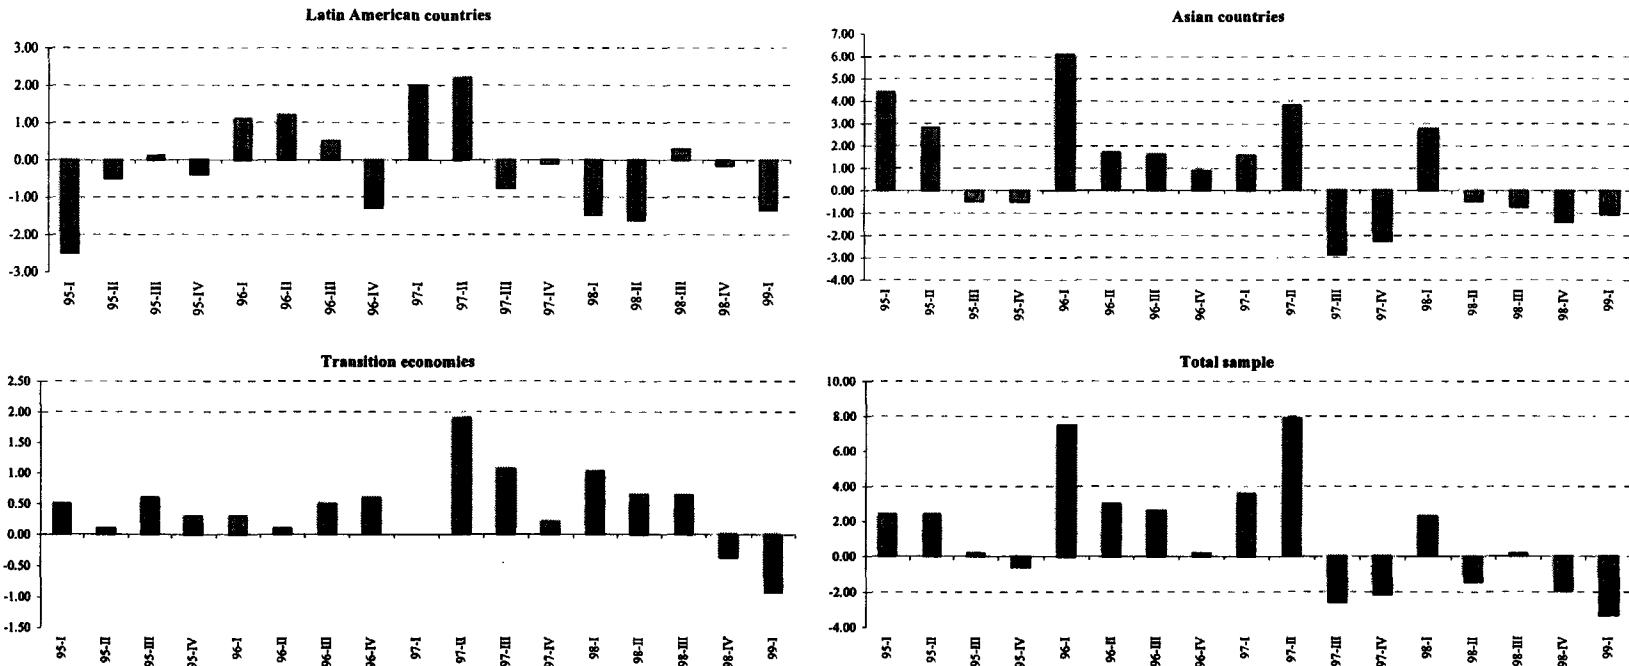 Latin American countries
3.00
2.00
1.00
0.00
-1.00
-2.00
-3.00
95-I
95-II
95-III
95-IV
96-I
96-II
96-III
96-IV
97-I
97-II
97-III
97-IV
98-I
98-II
98-III
98-IV
99-I
Asian countries
7.00
6.00
5.00
4.00
3.00
2.00
1.00
0.00
-1.00
-2.00
-3.00
-4.00
95-I
95-II
95-III
95-IV
96-I
96-II
96-III
96-IV
97-I
97-II
97-III
97-IV
98-I
98-II
98-III
98-IV
99-I
Transition economies
2.50
2.00
1.50
1.00
0.50
0.00
-0.50
-1.00
-1.50
95-I
95-II
95-III
95-IV
96-I
96-II
96-III
96-IV
97-I
97-II
97-III
97-IV
98-I
98-II
98-III
98-IV
99-I
Total sample
10.00
8.00
6.00
4.00
2.00
0.00
-2.00
-4.00
95-I
95-II
95-III
95-IV
96-I
96-II
96-III
96-IV
97-I
97-II
97-III
97-IV
98-I
98-II
98-III
98-IV
99-I